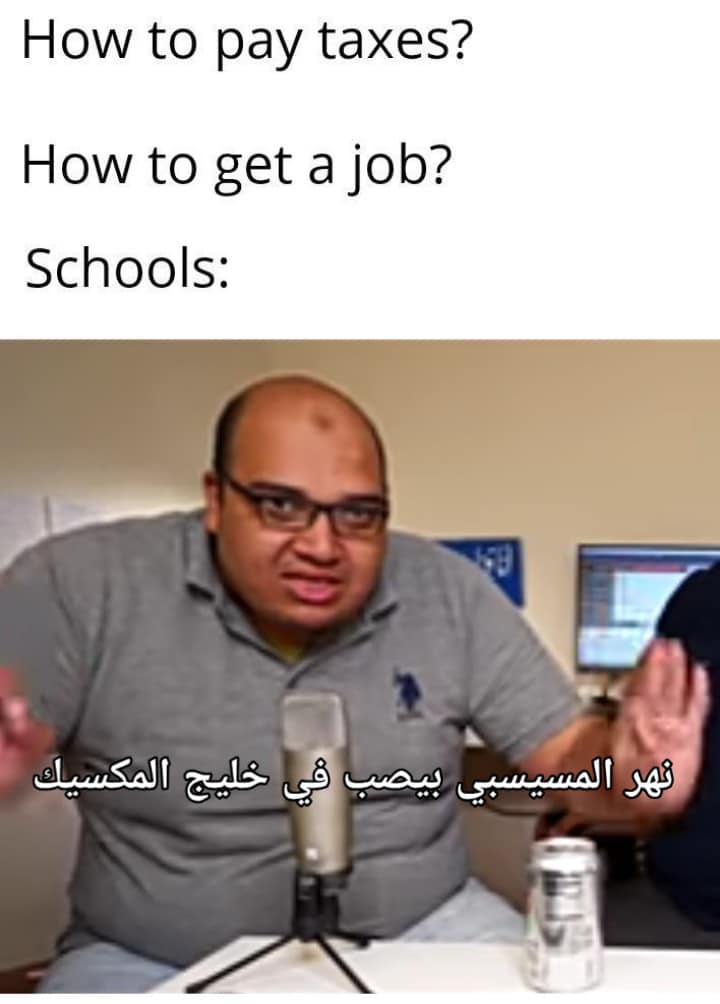 How to pay taxes?
How to get a job?
Schools:
نهر المسيسبي بيصب في خليج المكسيك